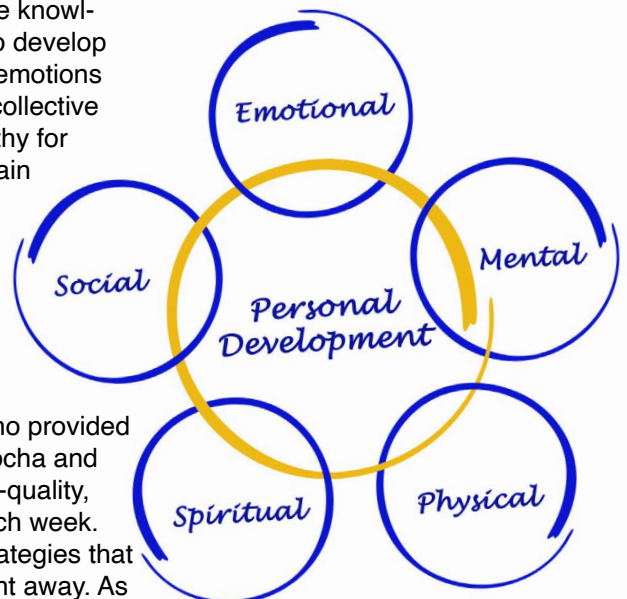 e knowl-
o develop
emotions
collective
thy for
ain
no provided
ocha and
-quality,
ch week.
ategies that
nt away. As
Emotional
Mental
Social
Personal
Development
Spiritual
Physical